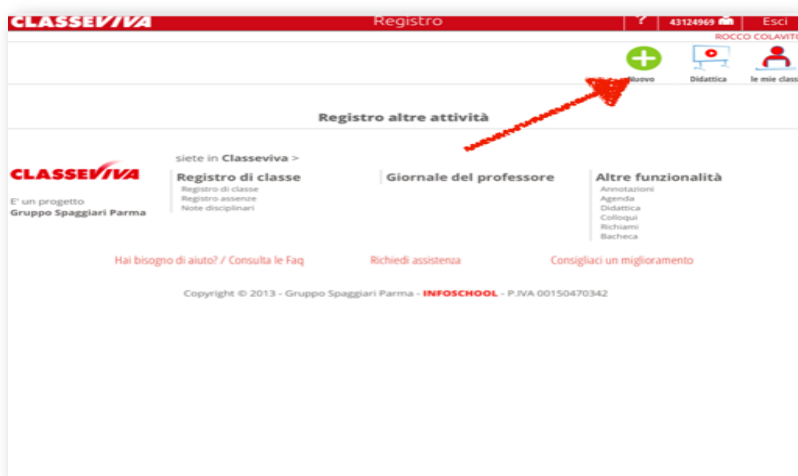 CLASSEVIVA Registro ? 43124969 Esci
ROCCO COLAVITO
Nuovo Didattica le mie class
Registro altre attività
siete in Classeviva >
CLASSEVIVA
E' un progetto
Gruppo Spaggiari Parma
Registro di classe
Registro di classe
Registro assenze
Note disciplinari
Giornale del professore
Altre funzionalità
Annotazioni
Agenda
Didattica
Colloqui
Richiami
Bacheca
Hai bisogno di aiuto? / Consulta le Faq Richiedi assistenza Consigliaci un miglioramento
Copyright © 2013 - Gruppo Spaggiari Parma - INFOSCHOOL - P.IVA 00150470342